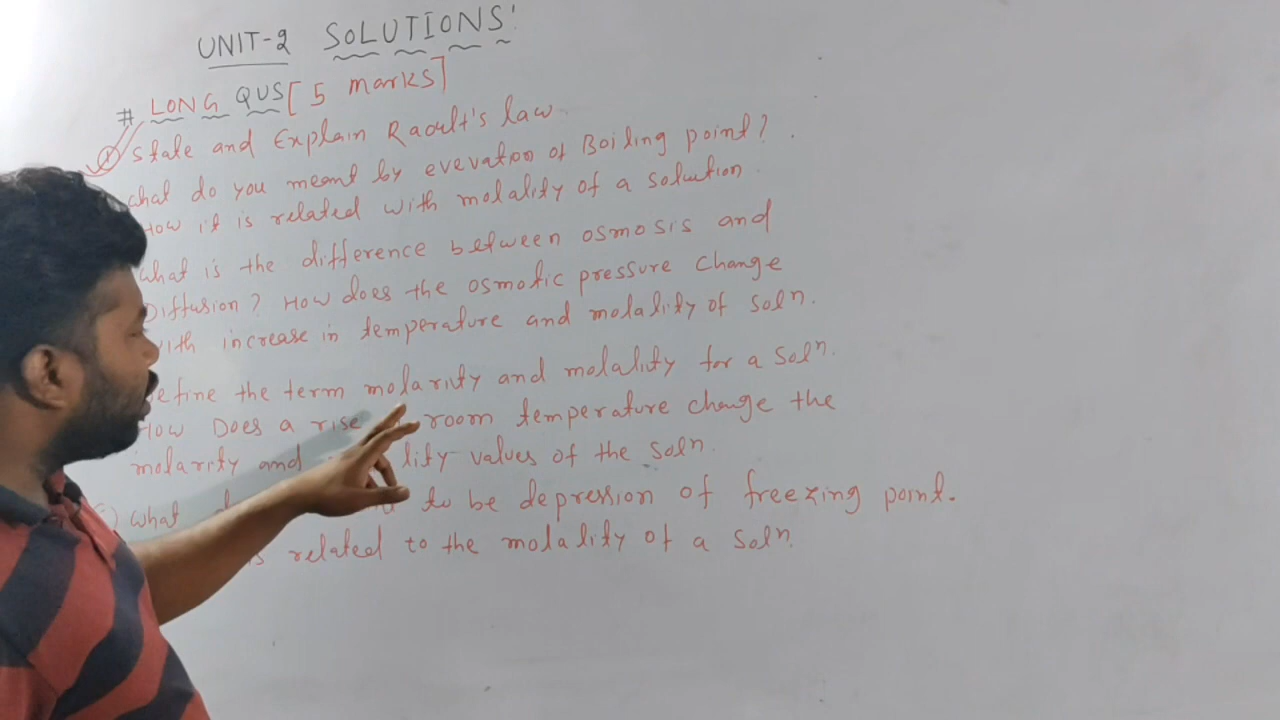 UNIT-2 SOLUTIONS'
# LONG QUS [5 marks]
1) State and Explain Raoult's law
what do you meant by evevation of Boiling point?
How it is related with molality of a solution
what is the difference between osmosis and
Diffusion? How does the osmotic pressure change
with increase in temperature and molality of solⁿ.
Define the term molarity and molality for a Solⁿ.
How Does a rise room temperature change the
molarity and lity values of the solⁿ.
5) what to be depression of freezing point.
is related to the molality of a Solⁿ.